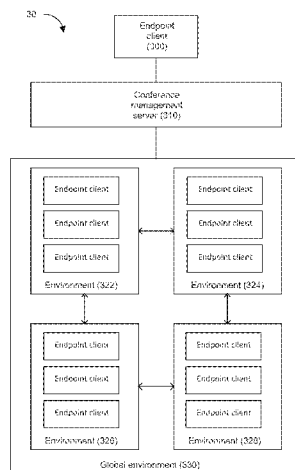 30
Endpoint
client
(300)
Conference
management
server (310)
Endpoint client
Endpoint client
Endpoint client
Environment (322)
Endpoint client
Endpoint client
Endpoint client
Environment (324)
Endpoint client
Endpoint client
Endpoint client
Environment (326)
Endpoint client
Endpoint client
Endpoint client
Environment (328)
Global environment (330)